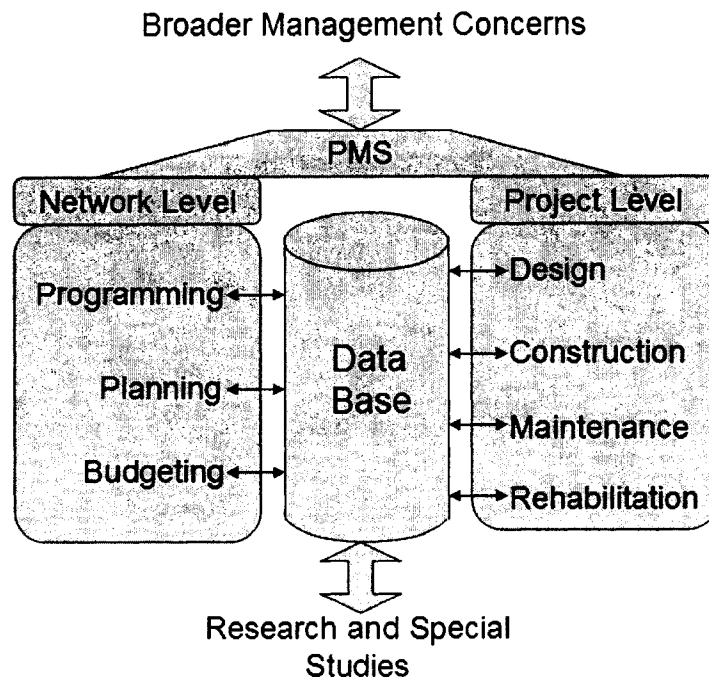 Broader Management Concerns
PMS
Network Level
Project Level
Programming
Planning
Budgeting
Data
Base
Design
Construction
Maintenance
Rehabilitation
Research and Special
Studies